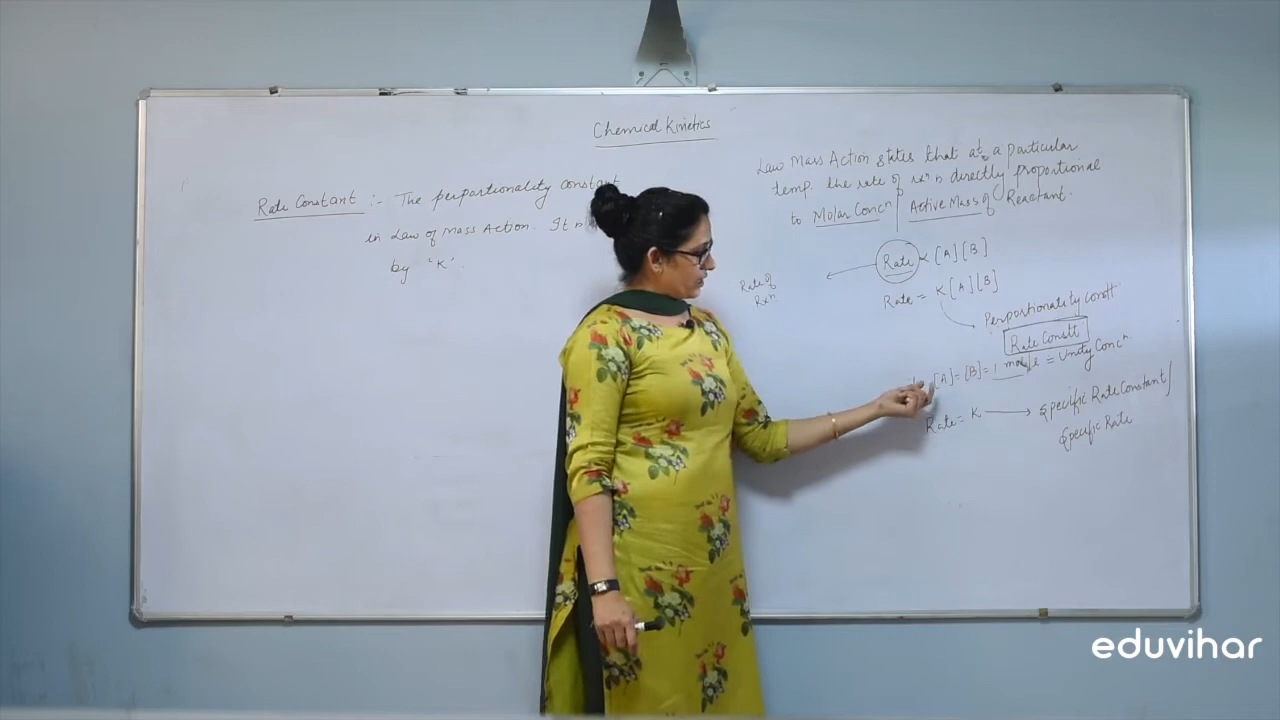 Chemical Kinetics
Rate Constant :- The perportionality constant
in Law of Mass Action. It
by 'K'.
Law Mass Action states that at a particular
temp. the rate of rxⁿ is directly proportional
to Molar Concⁿ | Active Mass of Reactant.
Rate ∝ [A][B]
Rate of
Rxⁿ
Rate = K[A][B]
Perportionality constt
Rate Constt
[A]=[B]=1 mol/l = Unity Concⁿ
Rate = K → Specific Rate Constant/
Specific Rate
eduvihar